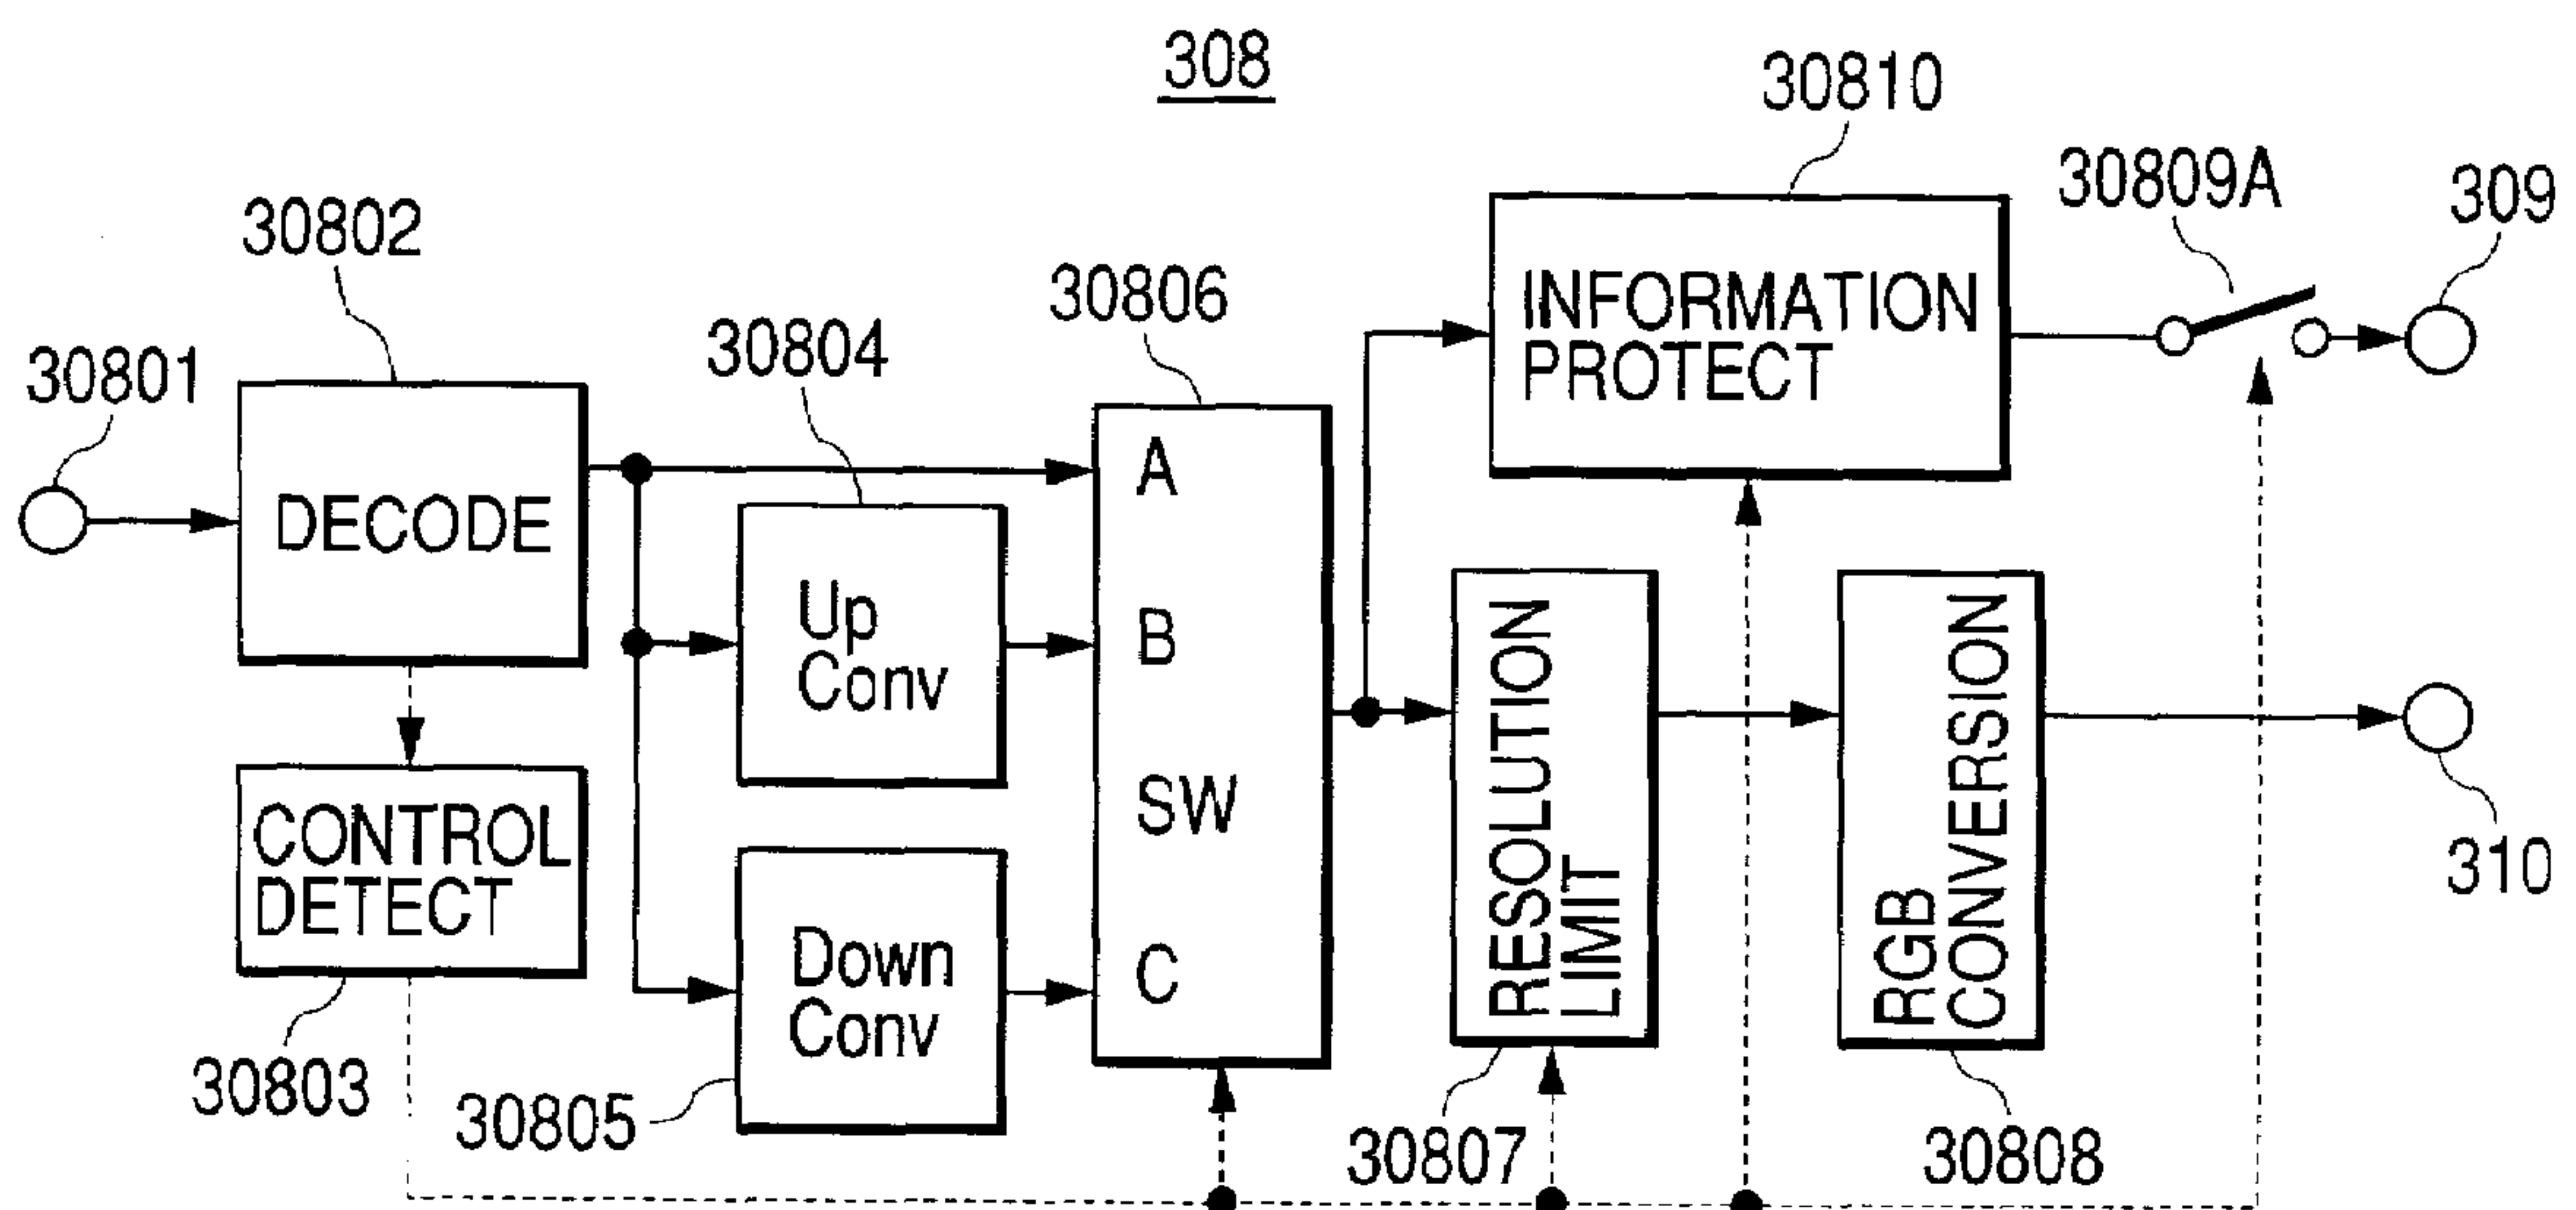 308
30810
30809A
309
30802
30806
30804
30801
INFORMATION
PROTECT
A
DECODE
Up
Conv
B
RESOLUTION
LIMIT
RGB
CONVERSION
SW
CONTROL
DETECT
310
Down
Conv
C
30803
30805
30807
30808